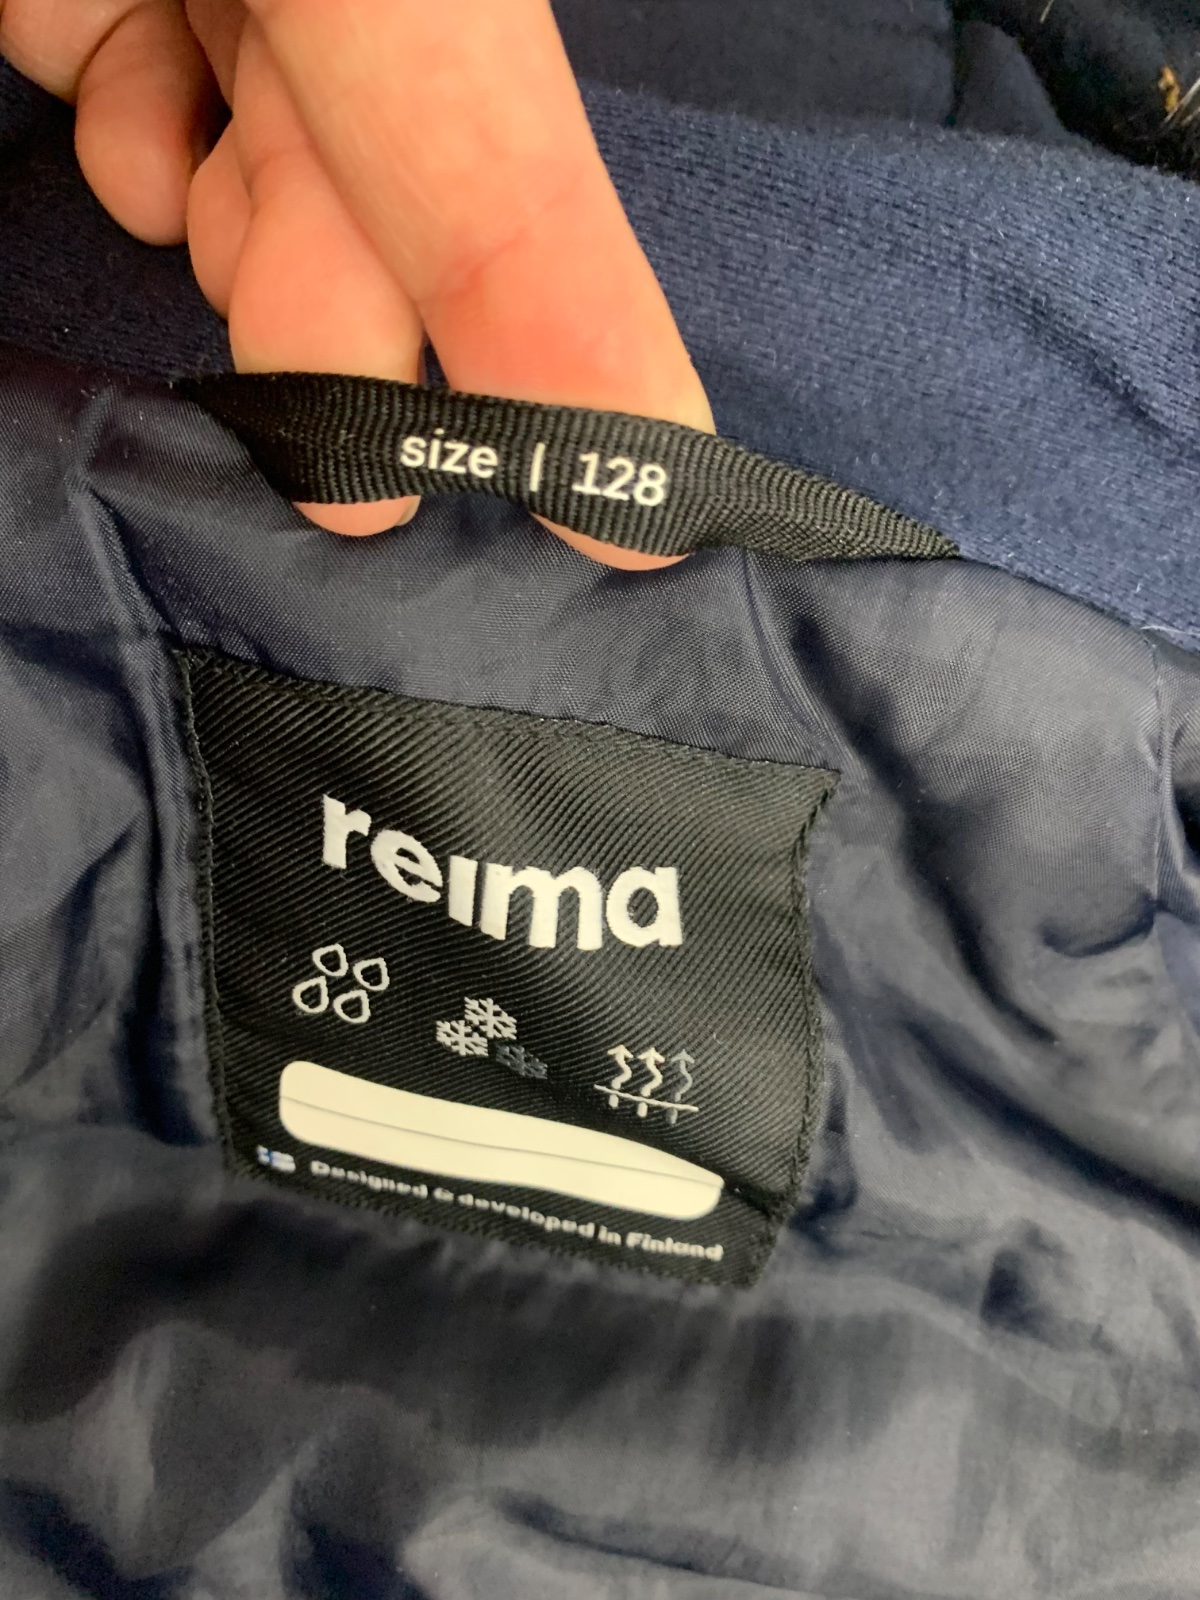 size | 128
reima
Designed & developed in Finland